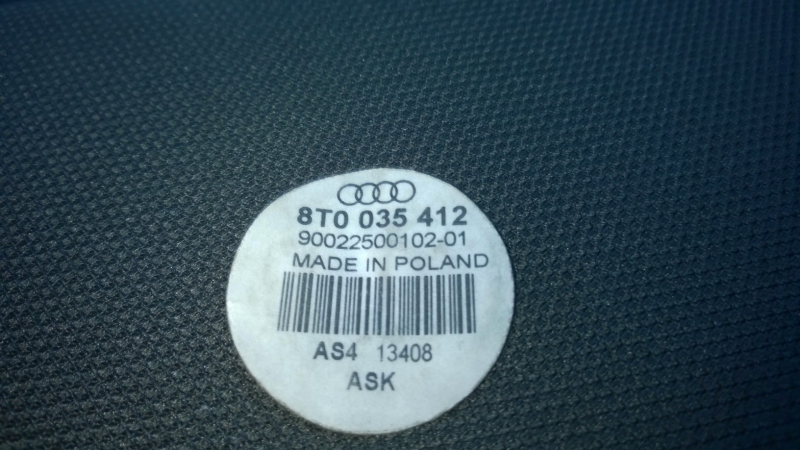 8T0 035 412
90022500102-01
MADE IN POLAND
AS4 13408
ASK